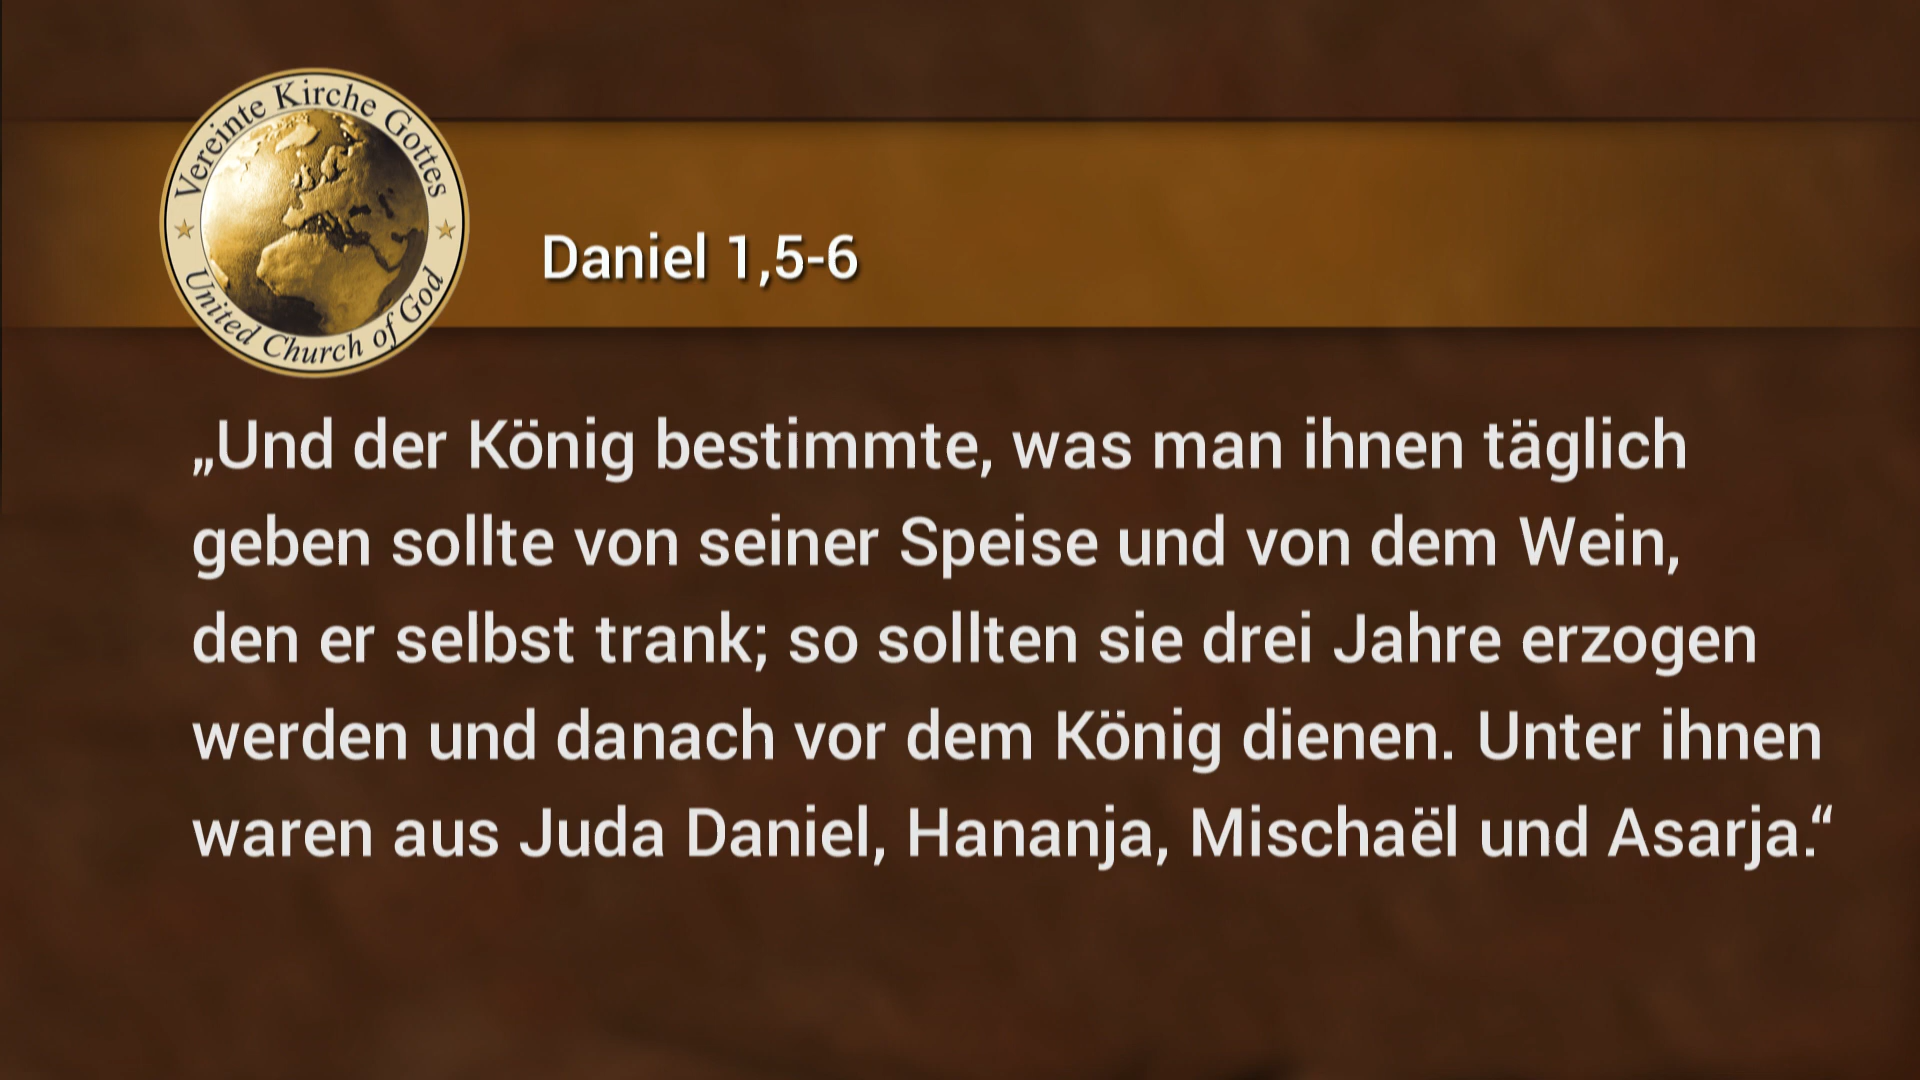 Vereinte Kirche Gottes
United Church of God
Daniel 1,5-6
„Und der König bestimmte, was man ihnen täglich
geben sollte von seiner Speise und von dem Wein,
den er selbst trank; so sollten sie drei Jahre erzogen
werden und danach vor dem König dienen. Unter ihnen
waren aus Juda Daniel, Hananja, Mischaël und Asarja.“